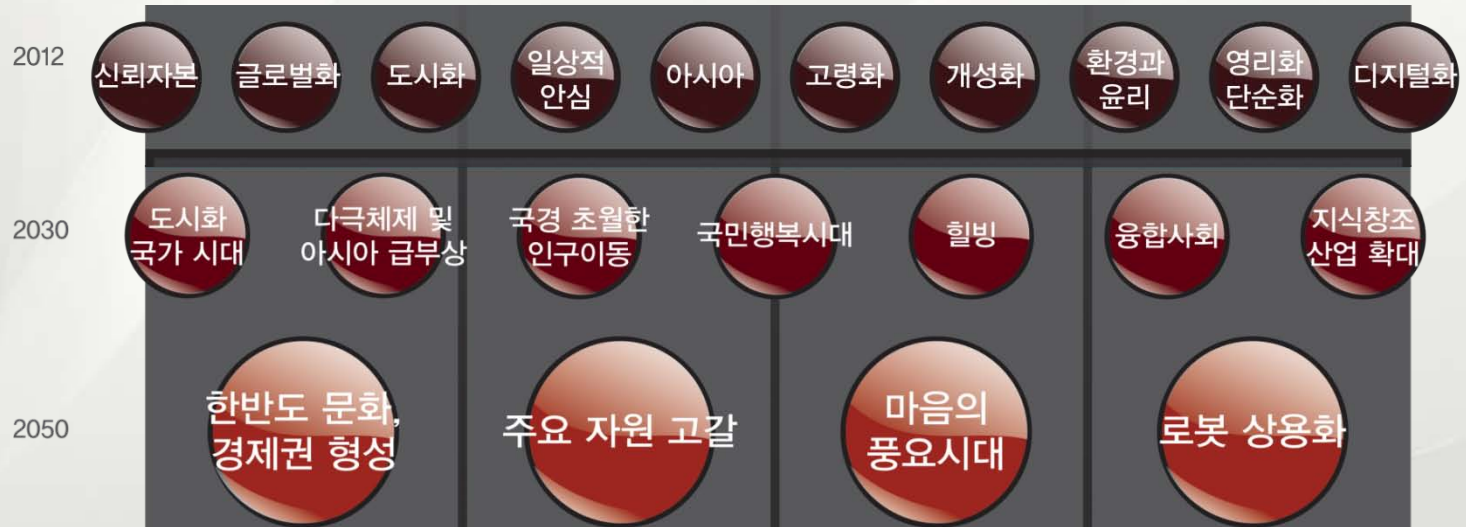 2012
신뢰자본
글로벌화
도시화
일상적
안심
아시아
고령화
개성화
환경과
윤리
영리화
단순화
디지털화
2030
도시화
국가 시대
다극체제 및
아시아 급부상
국경 초월한
인구이동
국민행복시대
힐빙
융합사회
지식창조
산업 확대
2050
한반도 문화,
경제권 형성
주요 자원 고갈
마음의
풍요시대
로봇 상용화